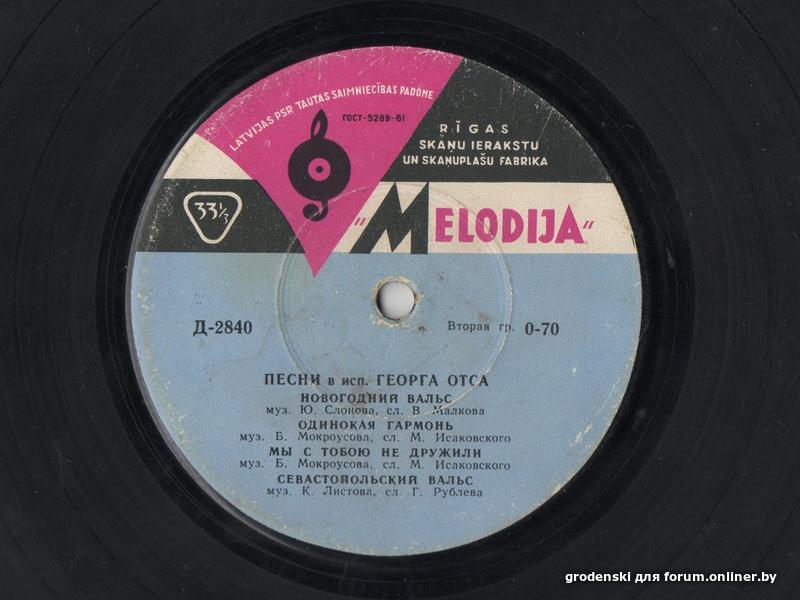 LATVIJAS PSR TAUTAS SAIMNIECĪBAS PADOME
ГОСТ-5289-61
RĪGAS
SKAŅU IERAKSTU
UN SKAŅUPLAŠU FABRIKA
33⅓
"MELODIJA"
Д-2840
Вторая гр. 0-70
ПЕСНИ в исп. ГЕОРГА ОТСА
НОВОГОДНИЙ ВАЛЬС
муз. Ю. Слонова, сл. В. Малкова
ОДИНОКАЯ ГАРМОНЬ
муз. Б. Мокроусова, сл. М. Исаковского
МЫ С ТОБОЮ НЕ ДРУЖИЛИ
муз. Б. Мокроусова, сл. М. Исаковского
СЕВАСТОПОЛЬСКИЙ ВАЛЬС
муз. К. Листова, сл. Г. Рублева
grodenski для forum.onliner.by